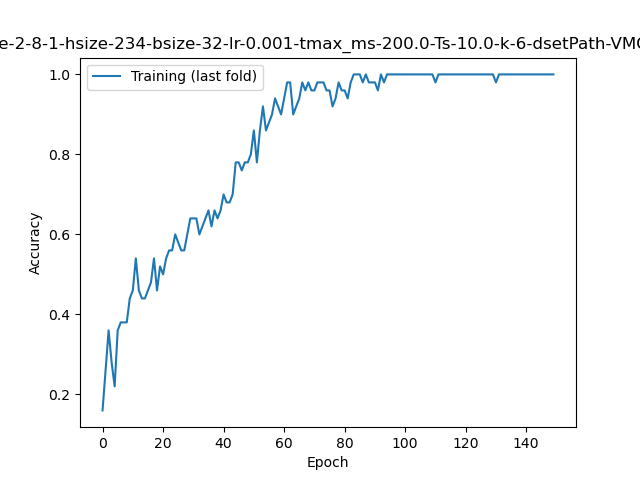 e-2-8-1-hsize-234-bsize-32-lr-0.001-tmax_ms-200.0-Ts-10.0-k-6-dsetPath-VMC
Training (last fold)
1.0
0.8
0.6
0.4
0.2
Accuracy
0 20 40 60 80 100 120 140
Epoch